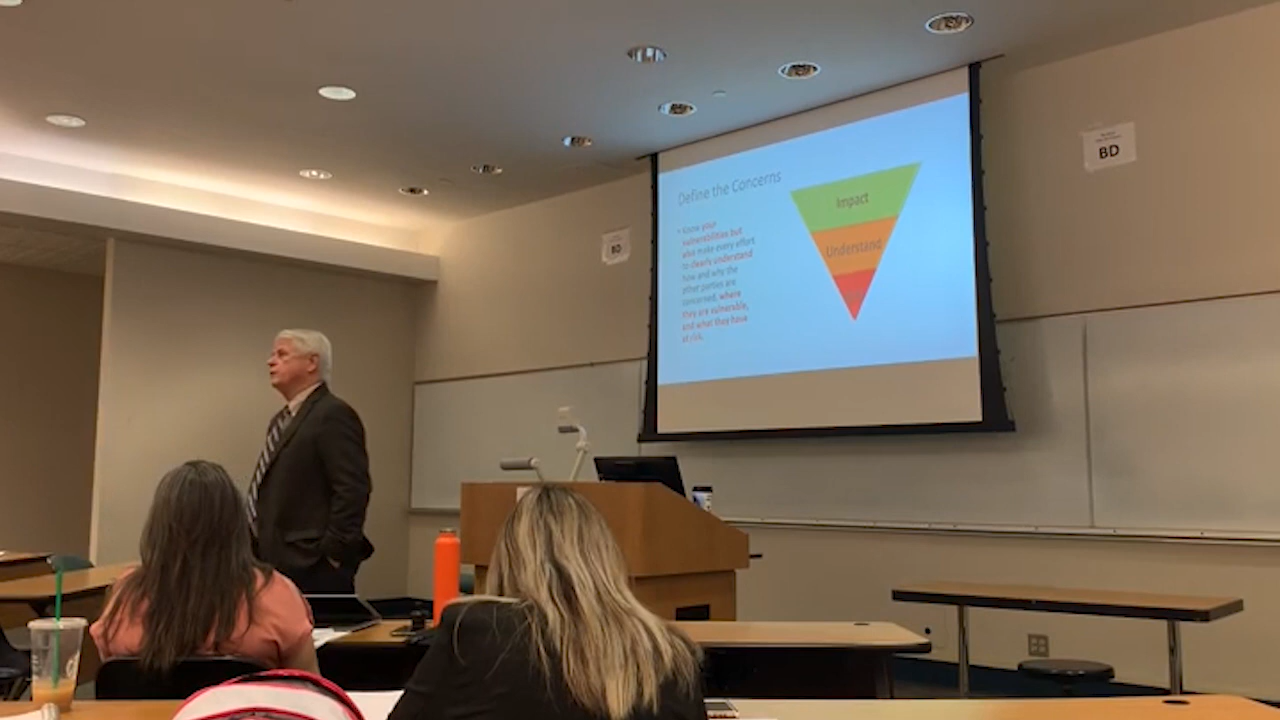 Define the Concerns
• Know your
vulnerabilities but
also make every effort
to clearly understand
how and why the
other parties are
concerned, where
they are vulnerable,
and what they have
at risk.
Impact
Understand
BD
BD